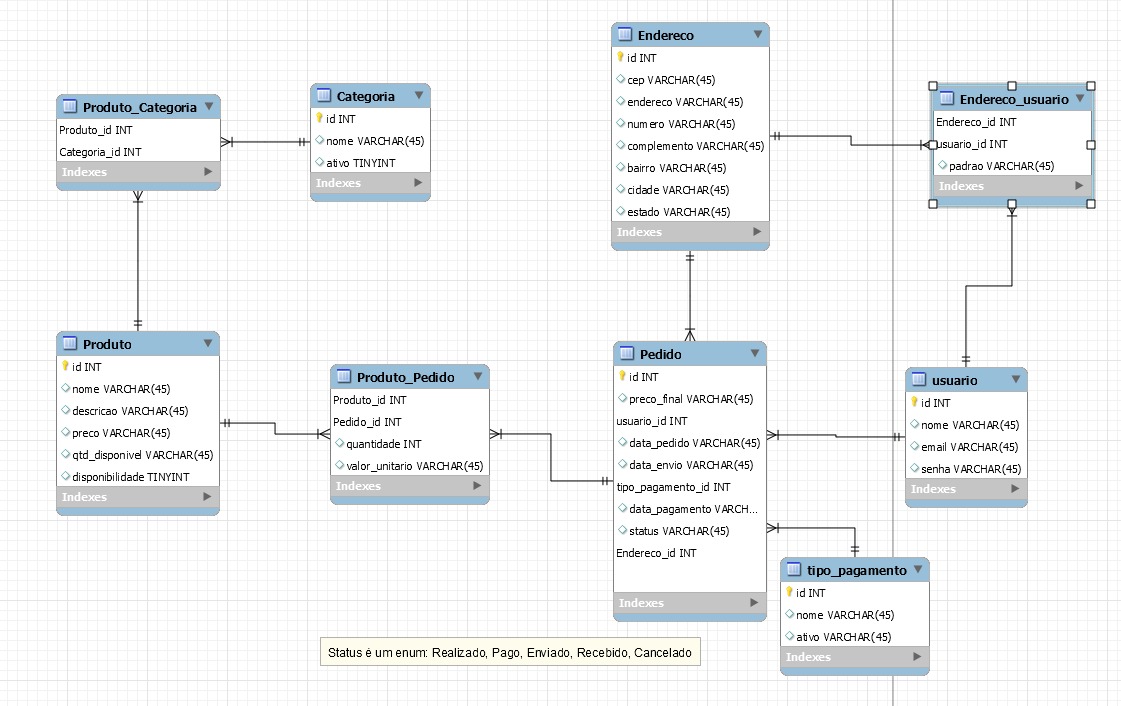 Produto_Categoria
Produto_id INT
Categoria_id INT
Indexes
Categoria
id INT
nome VARCHAR(45)
ativo TINYINT
Indexes
Endereco
id INT
cep VARCHAR(45)
endereco VARCHAR(45)
numero VARCHAR(45)
complemento VARCHAR(45)
bairro VARCHAR(45)
cidade VARCHAR(45)
estado VARCHAR(45)
Indexes
Endereco_usuario
Endereco_id INT
usuario_id INT
padrao VARCHAR(45)
Indexes
Produto
id INT
nome VARCHAR(45)
descricao VARCHAR(45)
preco VARCHAR(45)
qtd_disponivel VARCHAR(45)
disponibilidade TINYINT
Indexes
Produto_Pedido
Produto_id INT
Pedido_id INT
quantidade INT
valor_unitario VARCHAR(45)
Indexes
Pedido
id INT
preco_final VARCHAR(45)
usuario_id INT
data_pedido VARCHAR(45)
data_envio VARCHAR(45)
tipo_pagamento_id INT
data_pagamento VARCH...
status VARCHAR(45)
Endereco_id INT
Indexes
usuario
id INT
nome VARCHAR(45)
email VARCHAR(45)
senha VARCHAR(45)
Indexes
tipo_pagamento
id INT
nome VARCHAR(45)
ativo VARCHAR(45)
Indexes
Status é um enum: Realizado, Pago, Enviado, Recebido, Cancelado